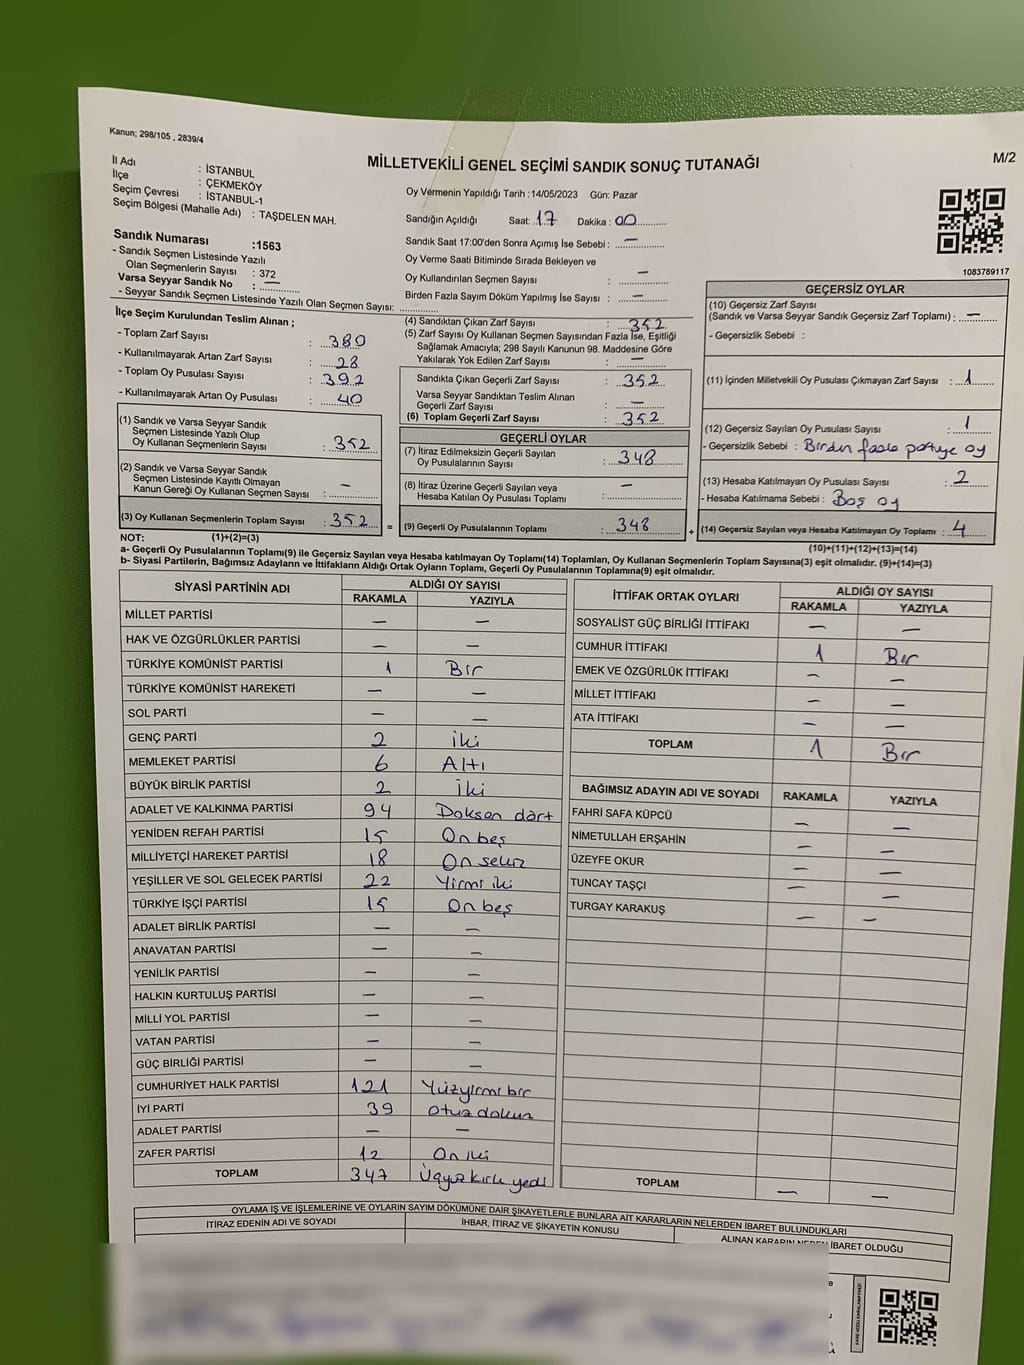 Kanun; 298/105 , 2839/4
MİLLETVEKİLİ GENEL SEÇİMİ SANDIK SONUÇ TUTANAĞI
M/2
İl Adı : İSTANBUL
İlçe : ÇEKMEKÖY
Seçim Çevresi : İSTANBUL-1
Seçim Bölgesi (Mahalle Adı) : TAŞDELEN MAH.
Oy Vermenin Yapıldığı Tarih :14/05/2023 Gün: Pazar
Sandığın Açıldığı Saat: 17 Dakika : 00
Sandık Saat 17:00'den Sonra Açımış İse Sebebi : —
Oy Verme Saati Bitiminde Sırada Bekleyen ve
Oy Kullandırılan Seçmen Sayısı : —
Birden Fazla Sayım Döküm Yapılmış İse Sayısı : —
Sandık Numarası :1563
- Sandık Seçmen Listesinde Yazılı
Olan Seçmenlerin Sayısı : 372
Varsa Seyyar Sandık No : —
- Seyyar Sandık Seçmen Listesinde Yazılı Olan Seçmen Sayısı:
1083789117
İlçe Seçim Kurulundan Teslim Alınan ;
- Toplam Zarf Sayısı : 380
- Kullanılmayarak Artan Zarf Sayısı : 28
- Toplam Oy Pusulası Sayısı : 392
- Kullanılmayarak Artan Oy Pusulası : 40
(1) Sandık ve Varsa Seyyar Sandık
Seçmen Listesinde Yazılı Olup
Oy Kullanan Seçmenlerin Sayısı : 352
(2) Sandık ve Varsa Seyyar Sandık
Seçmen Listesinde Kayıtlı Olmayan
Kanun Gereği Oy Kullanan Seçmen Sayısı : —
(3) Oy Kullanan Seçmenlerin Toplam Sayısı : 352 =
(4) Sandıktan Çıkan Zarf Sayısı : 352
(5) Zarf Sayısı Oy Kullanan Seçmen Sayısından Fazla İse, Eşitliği
Sağlamak Amacıyla; 298 Sayılı Kanunun 98. Maddesine Göre
Yakılarak Yok Edilen Zarf Sayısı : —
Sandıkta Çıkan Geçerli Zarf Sayısı : 352
Varsa Seyyar Sandıktan Teslim Alınan
Geçerli Zarf Sayısı : —
(6) Toplam Geçerli Zarf Sayısı : 352
GEÇERLİ OYLAR
(7) İtiraz Edilmeksizin Geçerli Sayılan
Oy Pusulalarının Sayısı : 348
(8) İtiraz Üzerine Geçerli Sayılan veya
Hesaba Katılan Oy Pusulası Toplamı : —
(9) Geçerli Oy Pusulalarının Toplamı : 348 +
GEÇERSİZ OYLAR
(10) Geçersiz Zarf Sayısı
(Sandık ve Varsa Seyyar Sandık Geçersiz Zarf Toplamı) : —
- Geçersizlik Sebebi :
(11) İçinden Milletvekili Oy Pusulası Çıkmayan Zarf Sayısı : 1
(12) Geçersiz Sayılan Oy Pusulası Sayısı : 1
- Geçersizlik Sebebi : Birden fazla partiye oy
(13) Hesaba Katılmayan Oy Pusulası Sayısı : 2
- Hesaba Katılmama Sebebi : Boş oy
(14) Geçersiz Sayılan veya Hesaba Katılmayan Oy Toplamı : 4
NOT: (1)+(2)=(3)
(10)+(11)+(12)+(13)=(14)
a- Geçerli Oy Pusulalarının Toplamı(9) ile Geçersiz Sayılan veya Hesaba katılmayan Oy Toplamı(14) Toplamları, Oy Kullanan Seçmenlerin Toplam Sayısına(3) eşit olmalıdır. (9)+(14)=(3)
b- Siyasi Partilerin, Bağımsız Adayların ve İttifakların Aldığı Ortak Oyların Toplamı, Geçerli Oy Pusulalarının Toplamına(9) eşit olmalıdır.
SİYASİ PARTİNİN ADI ALDIĞI OY SAYISI
RAKAMLA YAZIYLA
MİLLET PARTİSİ — —
HAK VE ÖZGÜRLÜKLER PARTİSİ — —
TÜRKİYE KOMÜNİST PARTİSİ 1 Bir
TÜRKİYE KOMÜNİST HAREKETİ — —
SOL PARTİ — —
GENÇ PARTİ 2 İki
MEMLEKET PARTİSİ 6 Altı
BÜYÜK BİRLİK PARTİSİ 2 İki
ADALET VE KALKINMA PARTİSİ 94 Doksan dört
YENİDEN REFAH PARTİSİ 15 On beş
MİLLİYETÇİ HAREKET PARTİSİ 18 On sekiz
YEŞİLLER VE SOL GELECEK PARTİSİ 22 Yirmi iki
TÜRKİYE İŞÇİ PARTİSİ 15 On beş
ADALET BİRLİK PARTİSİ — —
ANAVATAN PARTİSİ — —
YENİLİK PARTİSİ — —
HALKIN KURTULUŞ PARTİSİ — —
MİLLİ YOL PARTİSİ — —
VATAN PARTİSİ — —
GÜÇ BİRLİĞİ PARTİSİ — —
CUMHURİYET HALK PARTİSİ 121 Yüzyirmi bir
İYİ PARTİ 39 Otuz dokuz
ADALET PARTİSİ — —
ZAFER PARTİSİ 12 On iki
TOPLAM 347 Üçyüz kırk yedi
İTTİFAK ORTAK OYLARI ALDIĞI OY SAYISI
RAKAMLA YAZIYLA
SOSYALİST GÜÇ BİRLİĞİ İTTİFAKI — —
CUMHUR İTTİFAKI 1 Bir
EMEK VE ÖZGÜRLÜK İTTİFAKI — —
MİLLET İTTİFAKI — —
ATA İTTİFAKI — —
TOPLAM 1 Bir
BAĞIMSIZ ADAYIN ADI VE SOYADI RAKAMLA YAZIYLA
FAHRİ SAFA KÜPCÜ — —
NİMETULLAH ERŞAHİN — —
ÜZEYFE OKUR — —
TUNCAY TAŞÇI — —
TURGAY KARAKUŞ — —
TOPLAM — —
OYLAMA İŞ VE İŞLEMLERİNE VE OYLARIN SAYIM DÖKÜMÜNE DAİR ŞİKAYETLERLE BUNLARA AİT KARARLARIN NELERDEN İBARET BULUNDUKLARI
İTİRAZ EDENİN ADI VE SOYADI İHBAR, İTİRAZ VE ŞİKAYETİN KONUSU ALINAN KARARIN NEDEN İBARET OLDUĞU